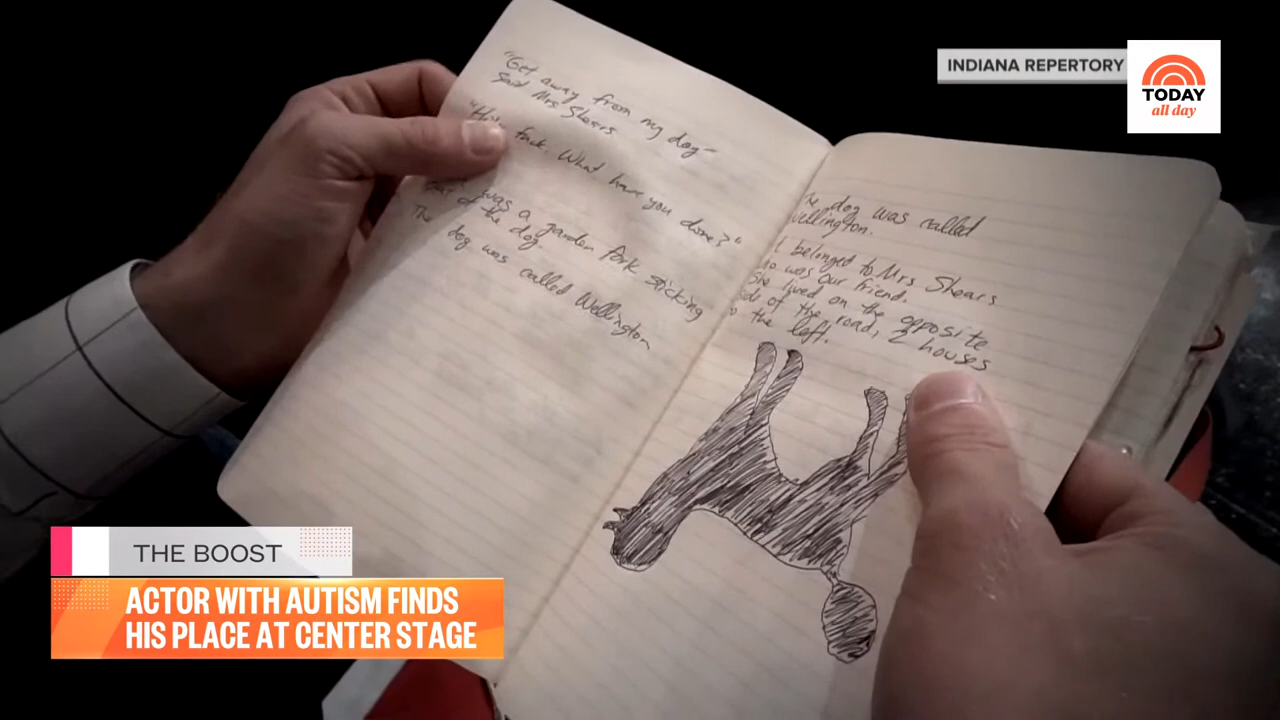 INDIANA REPERTORY
TODAY
all day
"Get away from my dog-
said Mrs Shears
fuck. What have you done?"
was a garden fork sticking
out of the dog
The dog was called Wellington
The dog was called
Wellington.
It belonged to Mrs Shears
who was our friend.
She lived on the opposite
side of the road, 2 houses
to the left.
THE BOOST
ACTOR WITH AUTISM FINDS
HIS PLACE AT CENTER STAGE